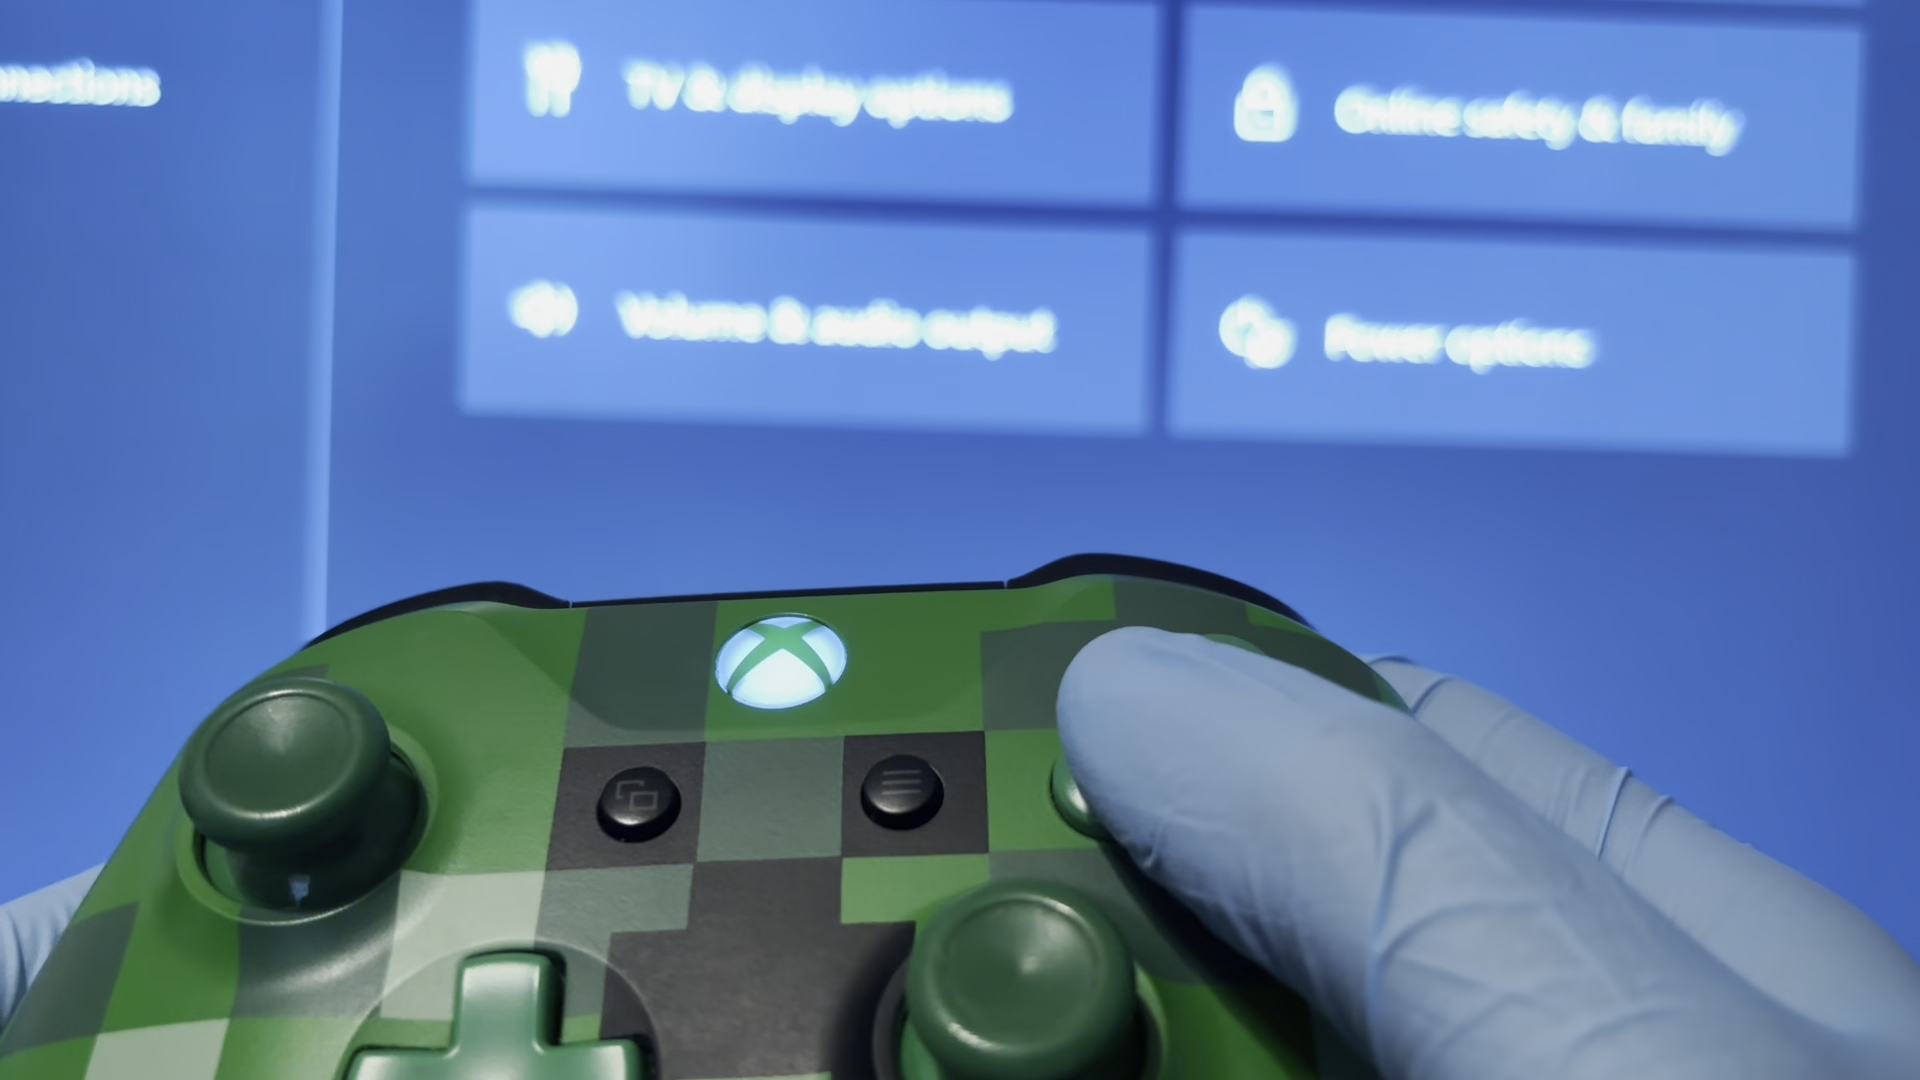 nnections
TV & display options
Online safety & family
Volume & audio output
Power options